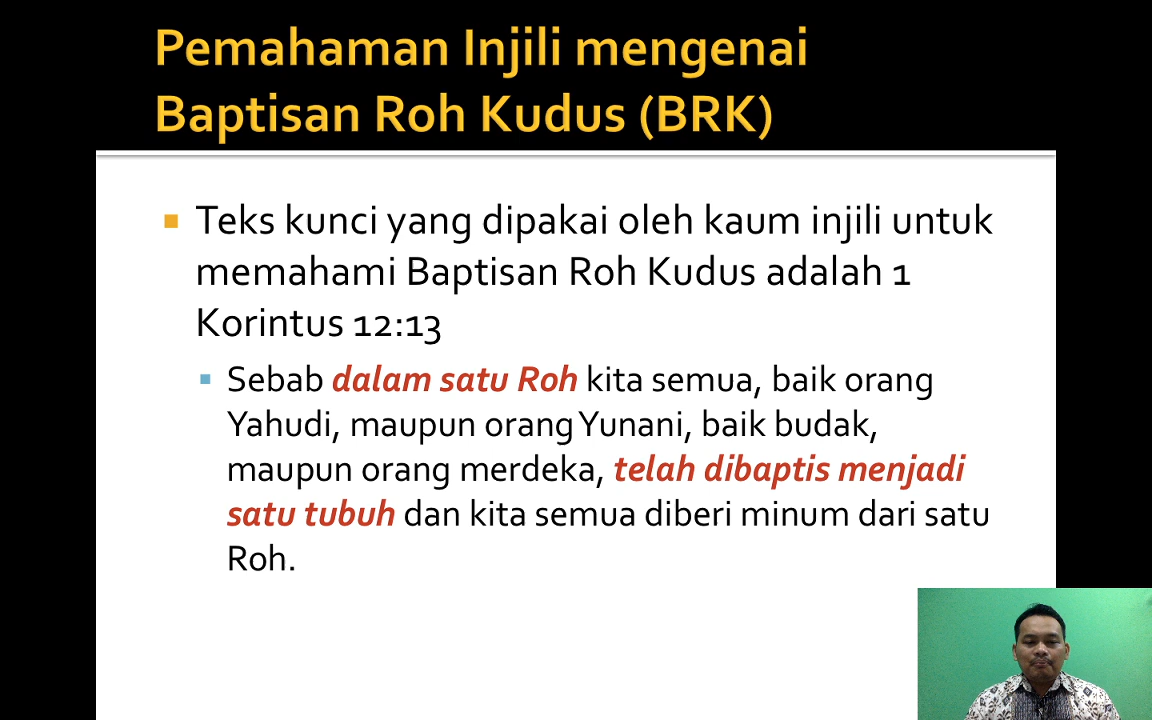 Pemahaman Injili mengenai
Baptisan Roh Kudus (BRK)
Teks kunci yang dipakai oleh kaum injili untuk
memahami Baptisan Roh Kudus adalah 1
Korintus 12:13
Sebab dalam satu Roh kita semua, baik orang
Yahudi, maupun orang Yunani, baik budak,
maupun orang merdeka, telah dibaptis menjadi
satu tubuh dan kita semua diberi minum dari satu
Roh.